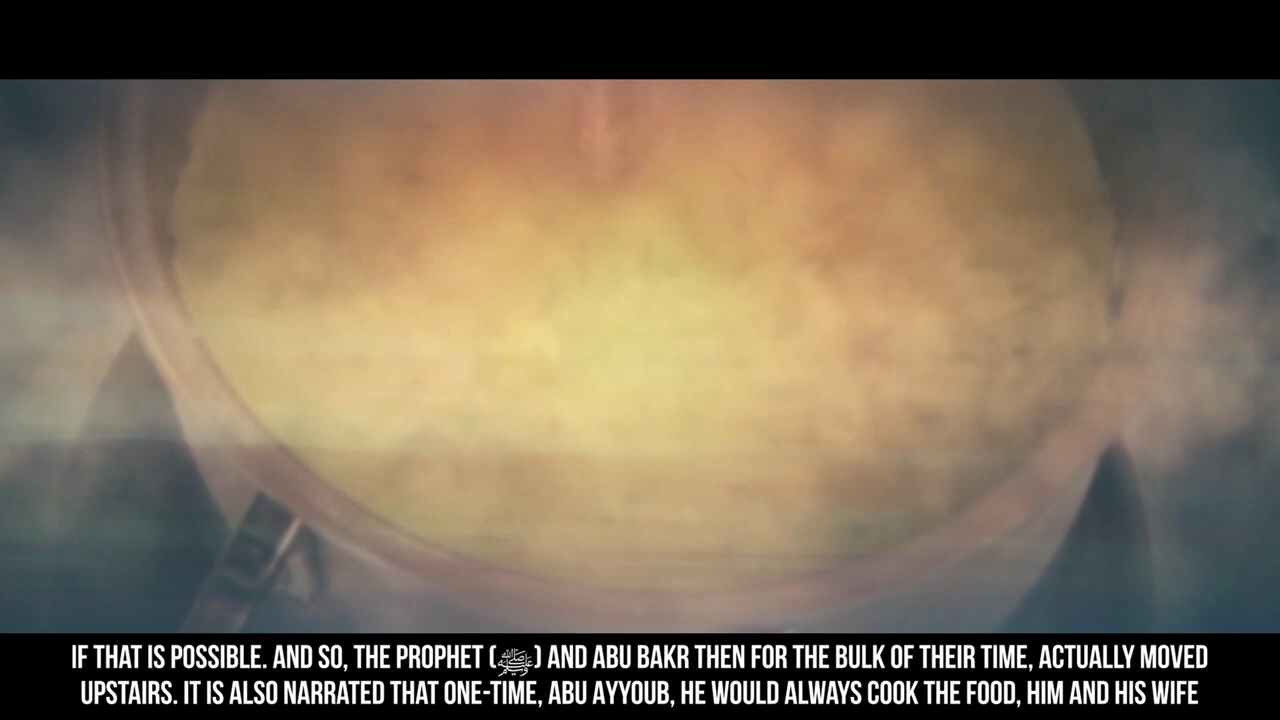 IF THAT IS POSSIBLE. AND SO, THE PROPHET (ﷺ) AND ABU BAKR THEN FOR THE BULK OF THEIR TIME, ACTUALLY MOVED
UPSTAIRS. IT IS ALSO NARRATED THAT ONE-TIME, ABU AYYOUB, HE WOULD ALWAYS COOK THE FOOD, HIM AND HIS WIFE